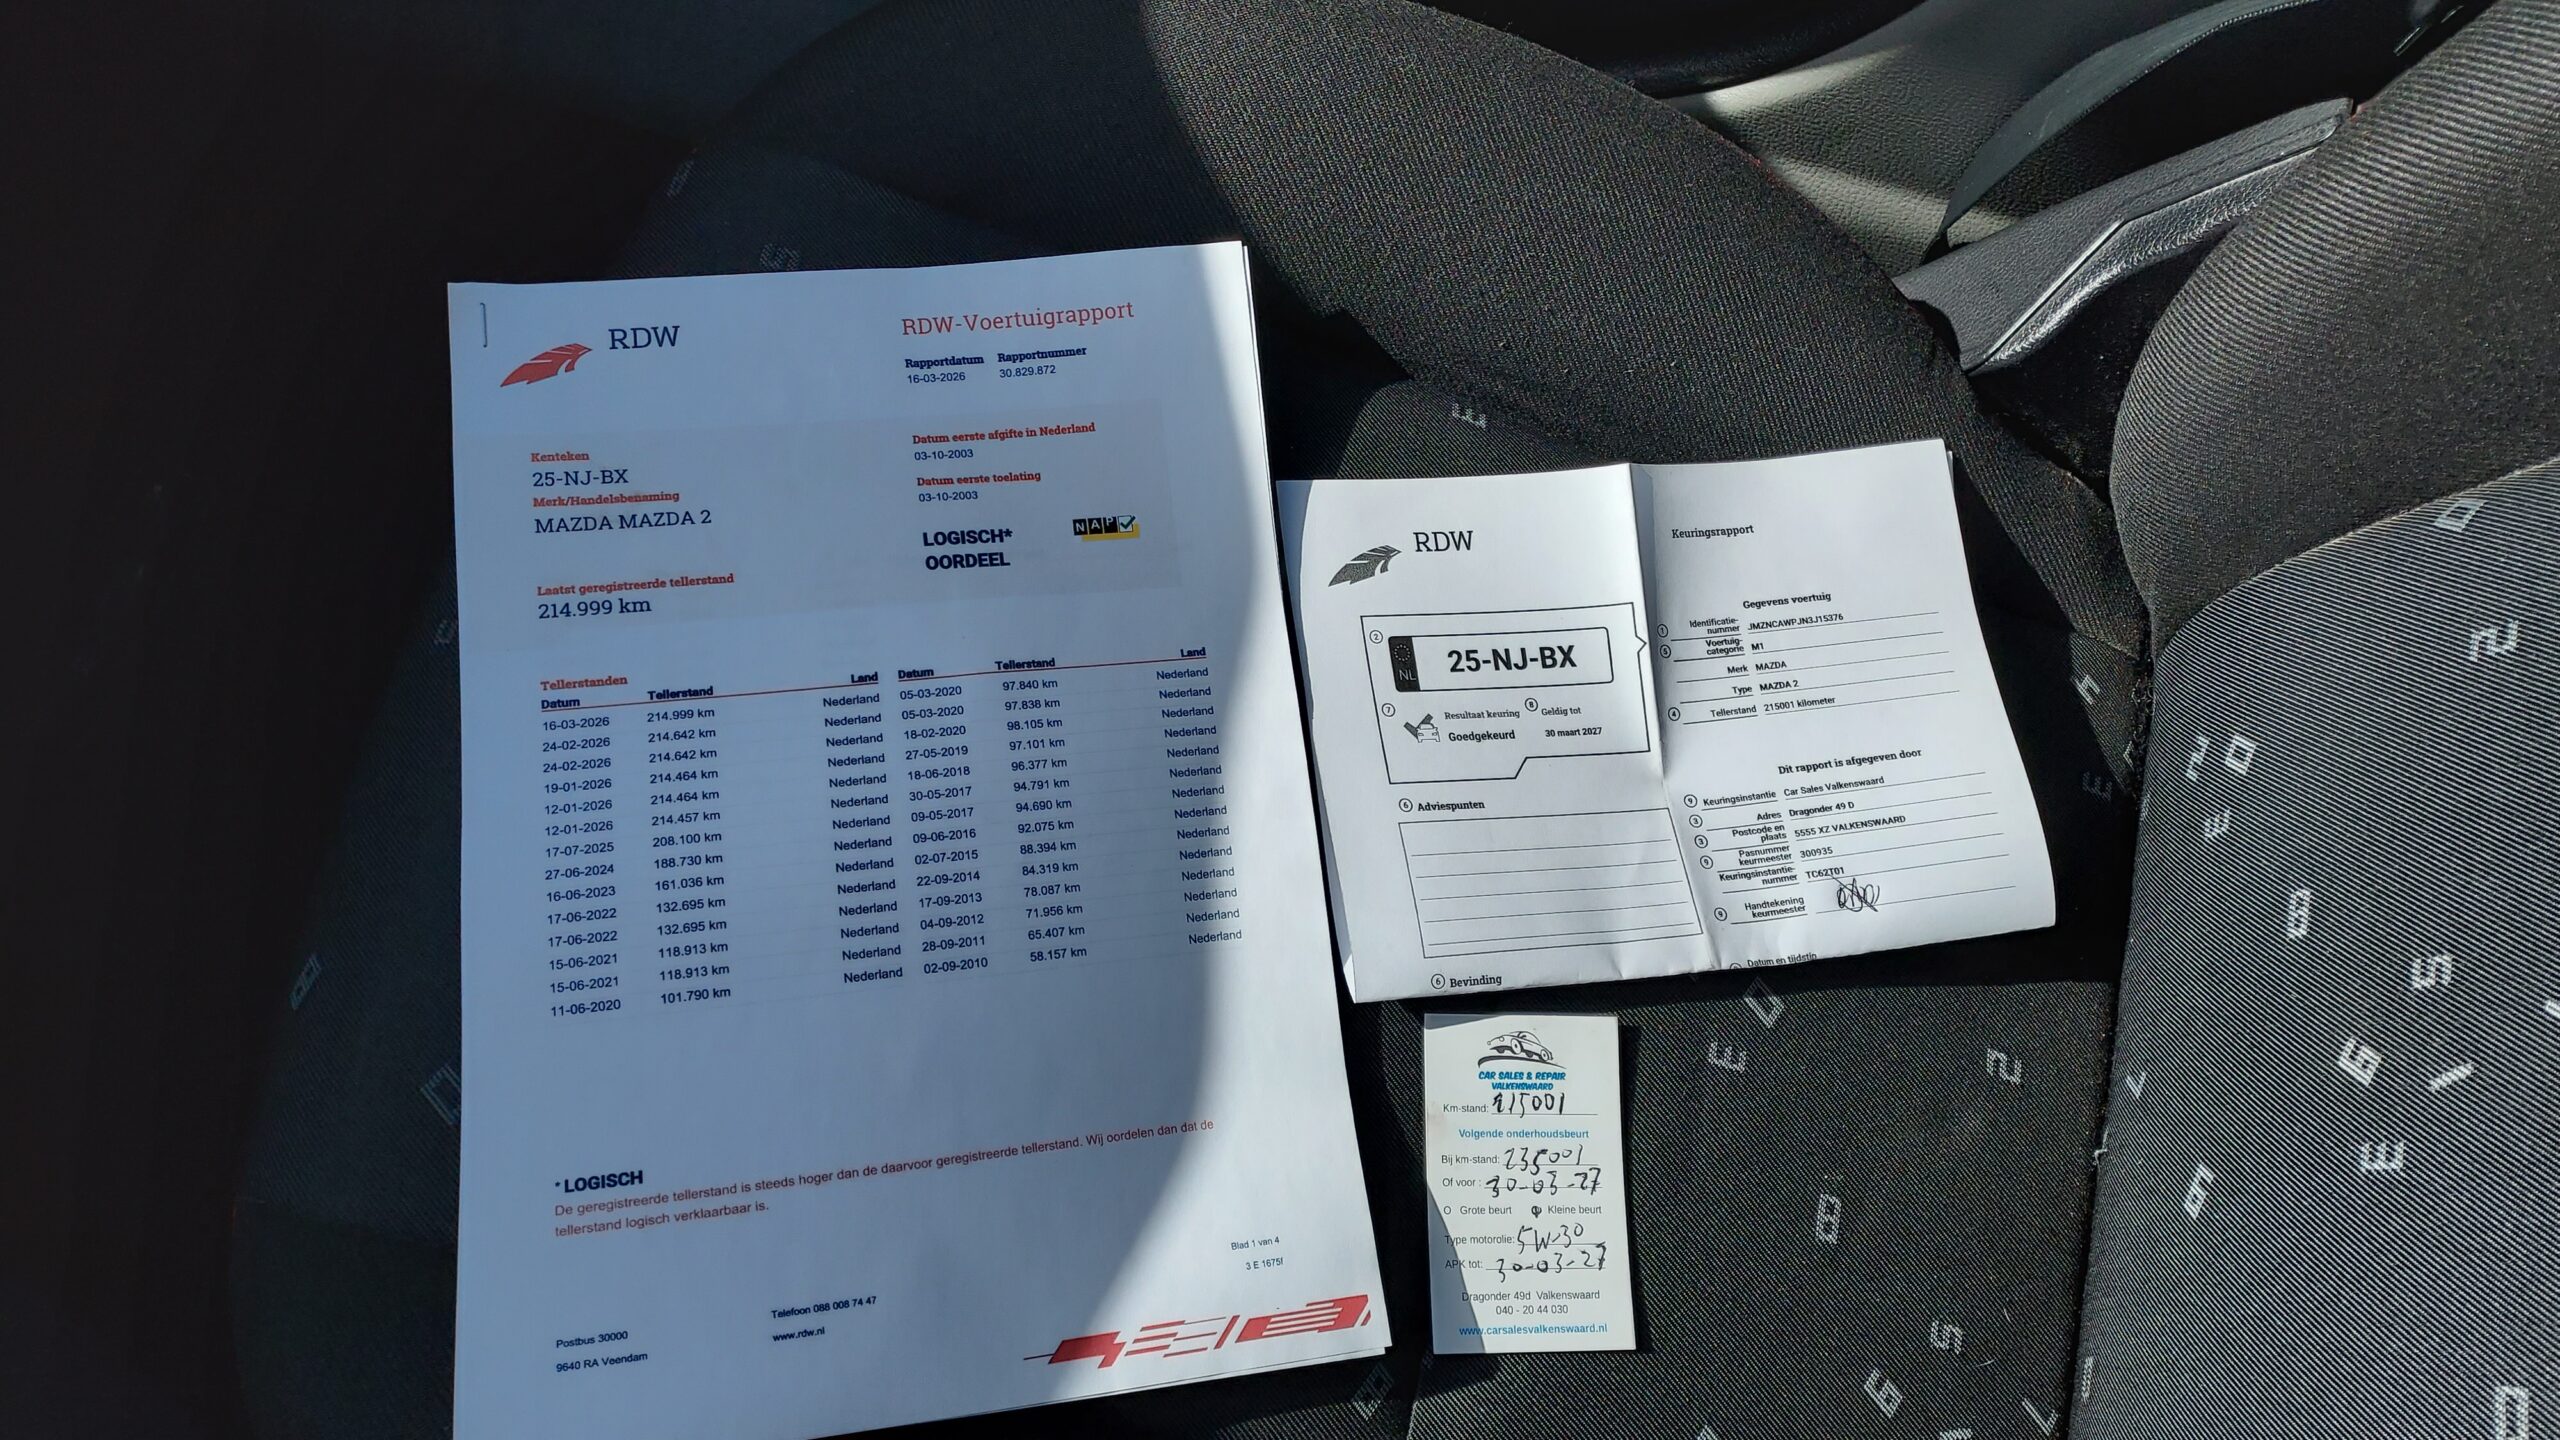 RDW
RDW-Voertuigrapport
Rapportdatum Rapportnummer
16-03-2026 30.829.872
Kenteken
25-NJ-BX
Merk/Handelsbenaming
MAZDA MAZDA 2
Datum eerste afgifte in Nederland
03-10-2003
Datum eerste toelating
03-10-2003
LOGISCH*
OORDEEL
NAP
Laatst geregistreerde tellerstand
214.999 km
Tellerstanden
Datum Tellerstand Land Datum Tellerstand Land
16-03-2026 214.999 km Nederland 05-03-2020 97.840 km Nederland
24-02-2026 214.642 km Nederland 05-03-2020 97.838 km Nederland
24-02-2026 214.642 km Nederland 18-02-2020 98.105 km Nederland
19-01-2026 214.464 km Nederland 27-05-2019 97.101 km Nederland
12-01-2026 214.464 km Nederland 18-06-2018 96.377 km Nederland
12-01-2026 214.457 km Nederland 30-05-2017 94.791 km Nederland
17-07-2025 208.100 km Nederland 09-05-2017 94.690 km Nederland
27-06-2024 188.730 km Nederland 09-06-2016 92.075 km Nederland
16-06-2023 161.036 km Nederland 02-07-2015 88.394 km Nederland
17-06-2022 132.695 km Nederland 22-09-2014 84.319 km Nederland
17-06-2022 132.695 km Nederland 17-09-2013 78.087 km Nederland
15-06-2021 118.913 km Nederland 04-09-2012 71.956 km Nederland
15-06-2021 118.913 km Nederland 28-09-2011 65.407 km Nederland
11-06-2020 101.790 km Nederland 02-09-2010 58.157 km Nederland
* LOGISCH
De geregistreerde tellerstand is steeds hoger dan de daarvoor geregistreerde tellerstand. Wij oordelen dan dat de
tellerstand logisch verklaarbaar is.
Blad 1 van 4
3 E 1675f
Postbus 30000
9640 RA Veendam
Telefoon 088 008 74 47
www.rdw.nl
RDW
2
NL 25-NJ-BX
7 Resultaat keuring
Goedgekeurd
8 Geldig tot
30 maart 2027
6 Adviespunten
6 Bevinding
Keuringsrapport
Gegevens voertuig
1 Identificatie-
nummer JMZNCAWPJN3J15376
5 Voertuig-
categorie M1
Merk MAZDA
Type MAZDA 2
4 Tellerstand 215001 kilometer
Dit rapport is afgegeven door
9 Keuringsinstantie Car Sales Valkenswaard
3 Adres Dragonder 49 D
3 Postcode en
plaats 5555 XZ VALKENSWAARD
9 Pasnummer
keurmeester 300935
Keuringsinstantie-
nummer TC62T01
9 Handtekening
keurmeester
Datum en tijdstip
CAR SALES & REPAIR
VALKENSWAARD
Km-stand: 215001
Volgende onderhoudsbeurt
Bij km-stand: 235001
Of voor : 30-03-27
O Grote beurt Kleine beurt
Type motorolie: 5W-30
APK tot: 30-03-27
Dragonder 49d Valkenswaard
040 - 20 44 030
www.carsalesvalkenswaard.nl